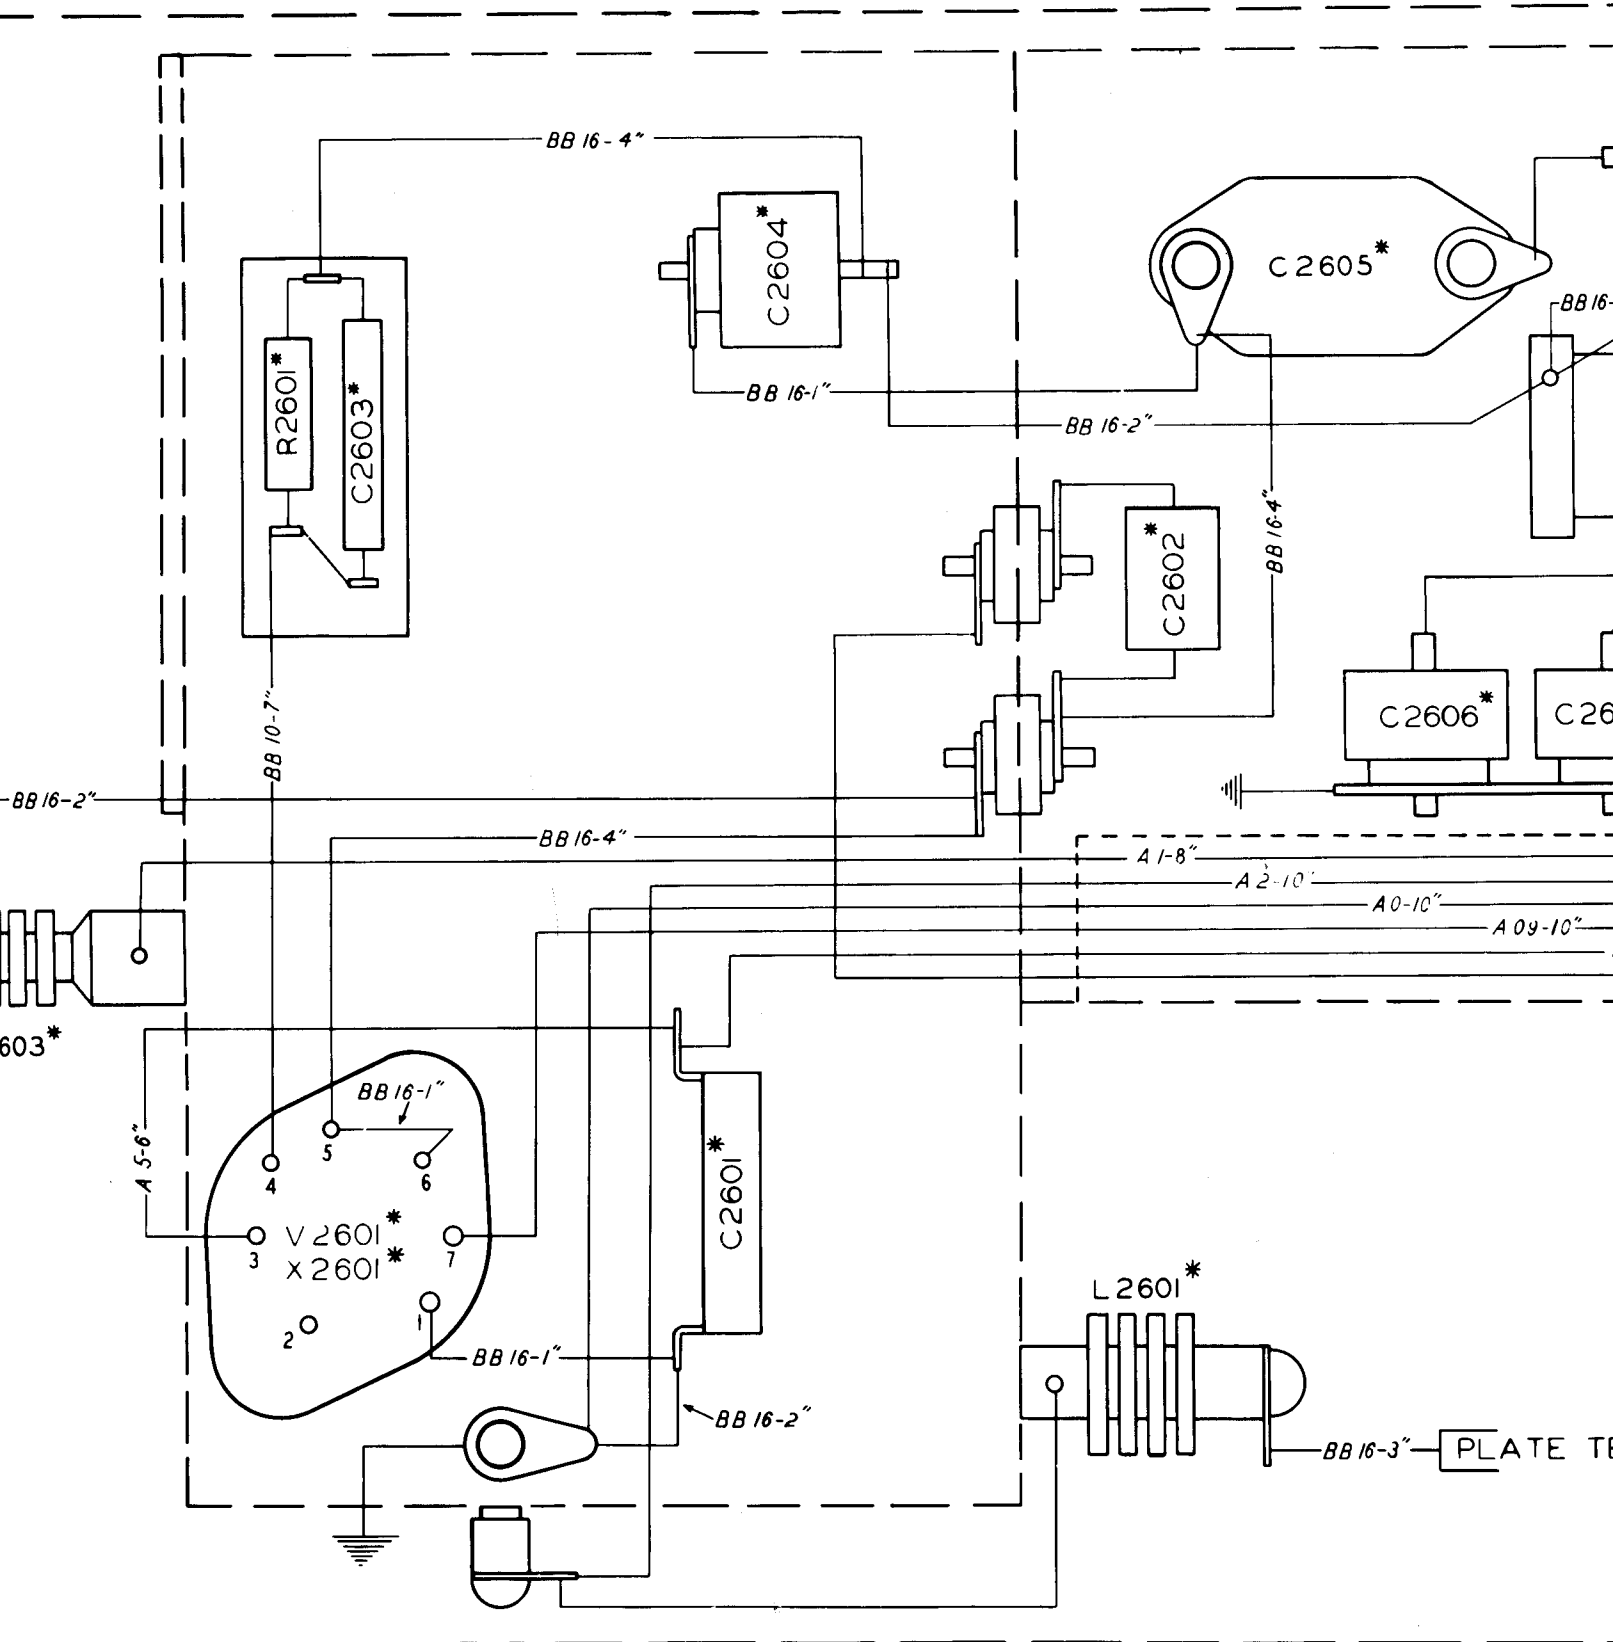 BB 16-4"
C2604*
C2605*
BB 16-
R2601*
C2603*
BB 16-1"
BB 16-2"
BB 16-4"
C2602*
BB 10-7"
C2606*
C26
BB 16-2"
BB 16-4"
A 1-8"
A 2-10"
A 0-10"
A 09-10"
603*
BB 16-1"
A 5-6"
5
4
6
C2601*
V2601*
X2601*
3
7
L2601*
1
2
BB 16-1"
BB 16-2"
BB 16-3"
PLATE TE